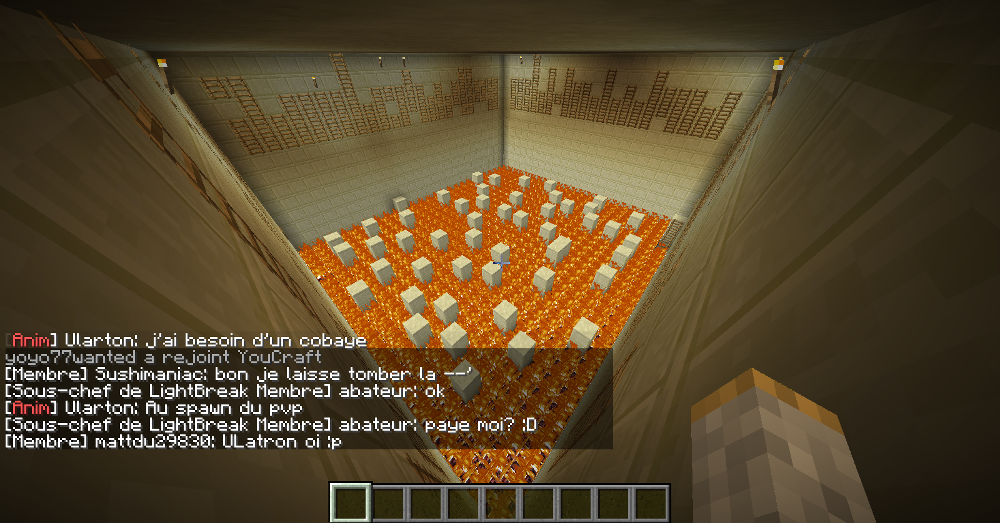 [Anim] Ularton: j'ai besoin d'un cobaye
yoyo77wanted a rejoint YouCraft
[Membre] Sushimaniac: bon je laisse tomber la --'
[Sous-chef de LightBreak Membre] abateur: ok
[Anim] Ularton: Au spawn du pvp
[Sous-chef de LightBreak Membre] abateur: paye moi? :D
[Membre] mattdu29830: ULatron oi :p